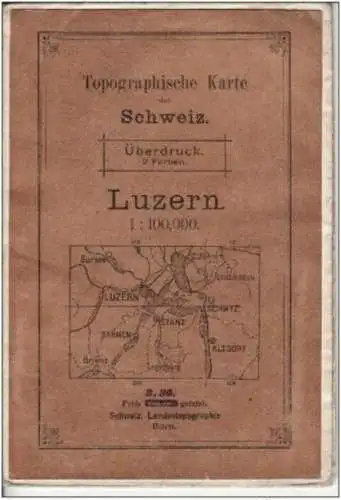 Topographische Karte
der
Schweiz.
Überdruck.
2 Farben.
Luzern.
1 : 100,000.
Sursee
LUZERN
SCHWYZ
STANZ
SARNEN
ALTDORF
Brienz
Preis
Schweiz. Landestopographie
Bern.